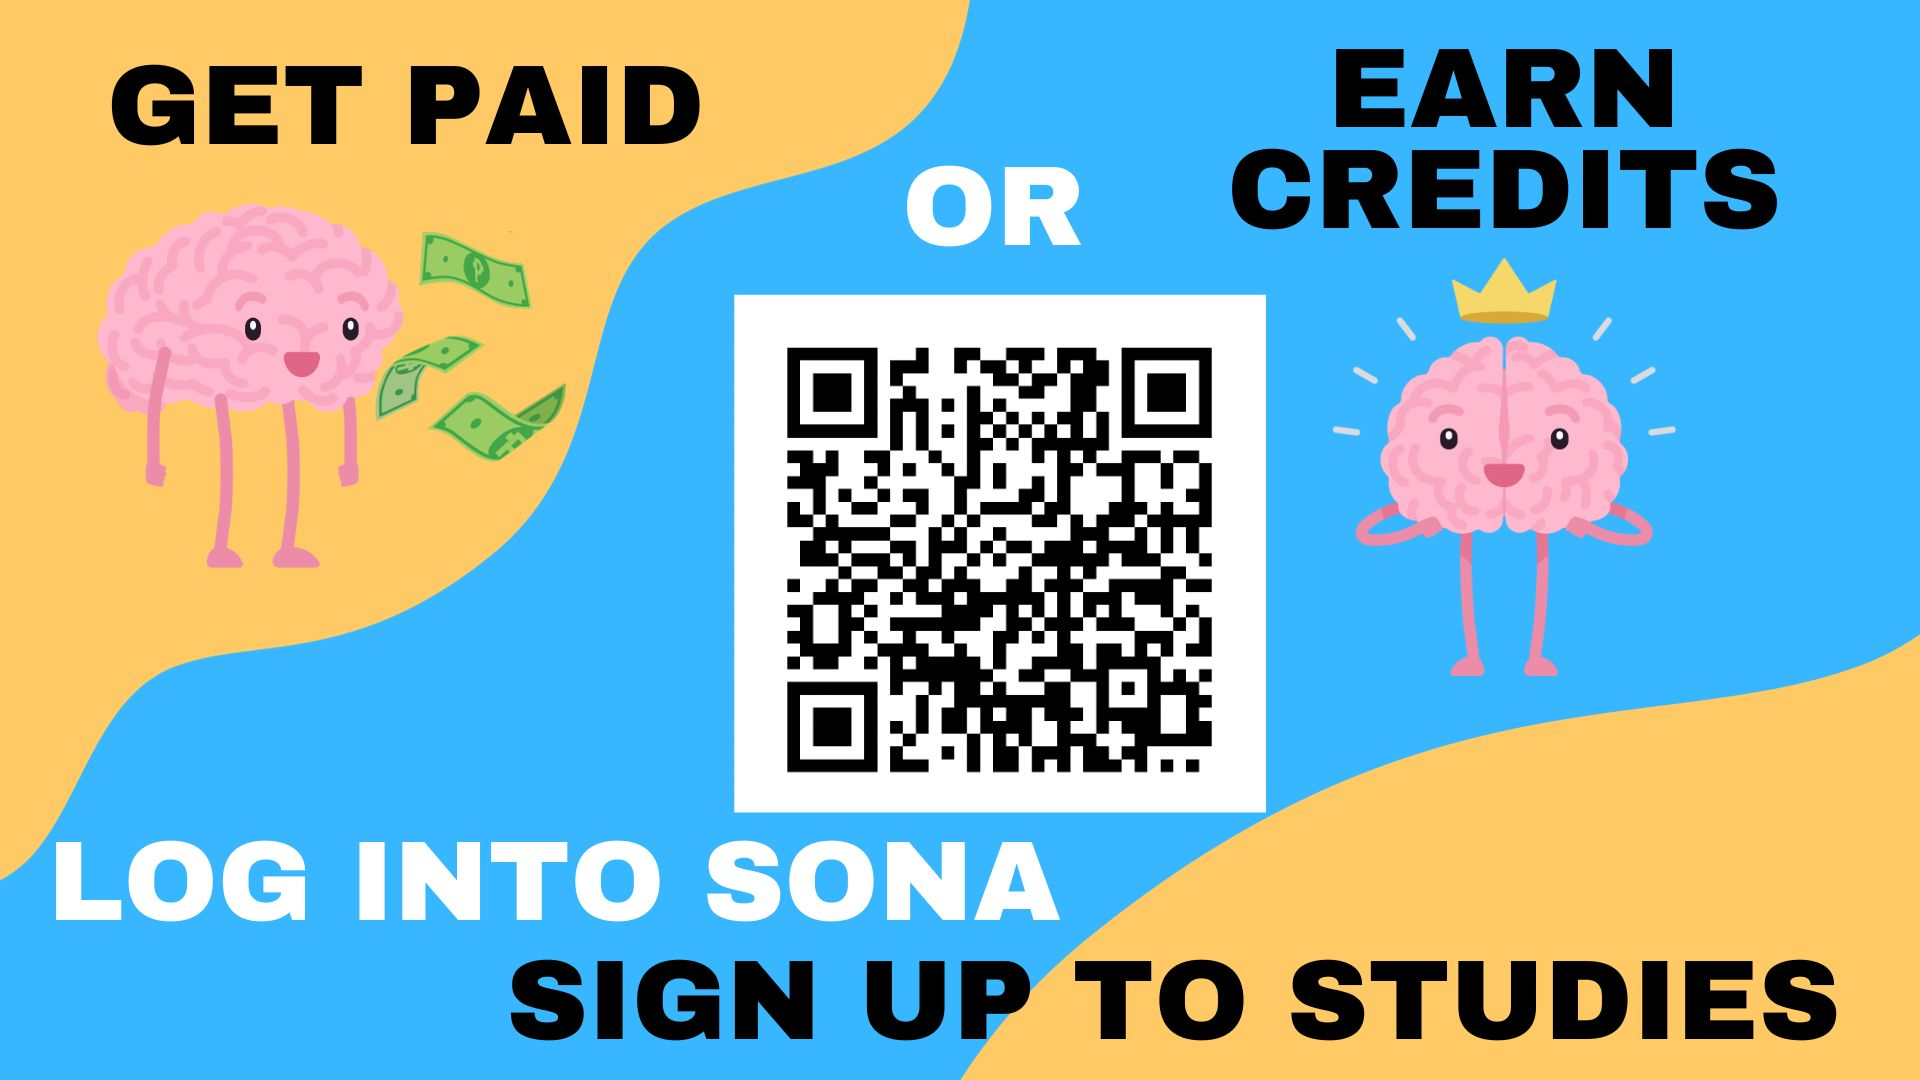 GET PAID
OR
EARN
CREDITS
LOG INTO SONA
SIGN UP TO STUDIES